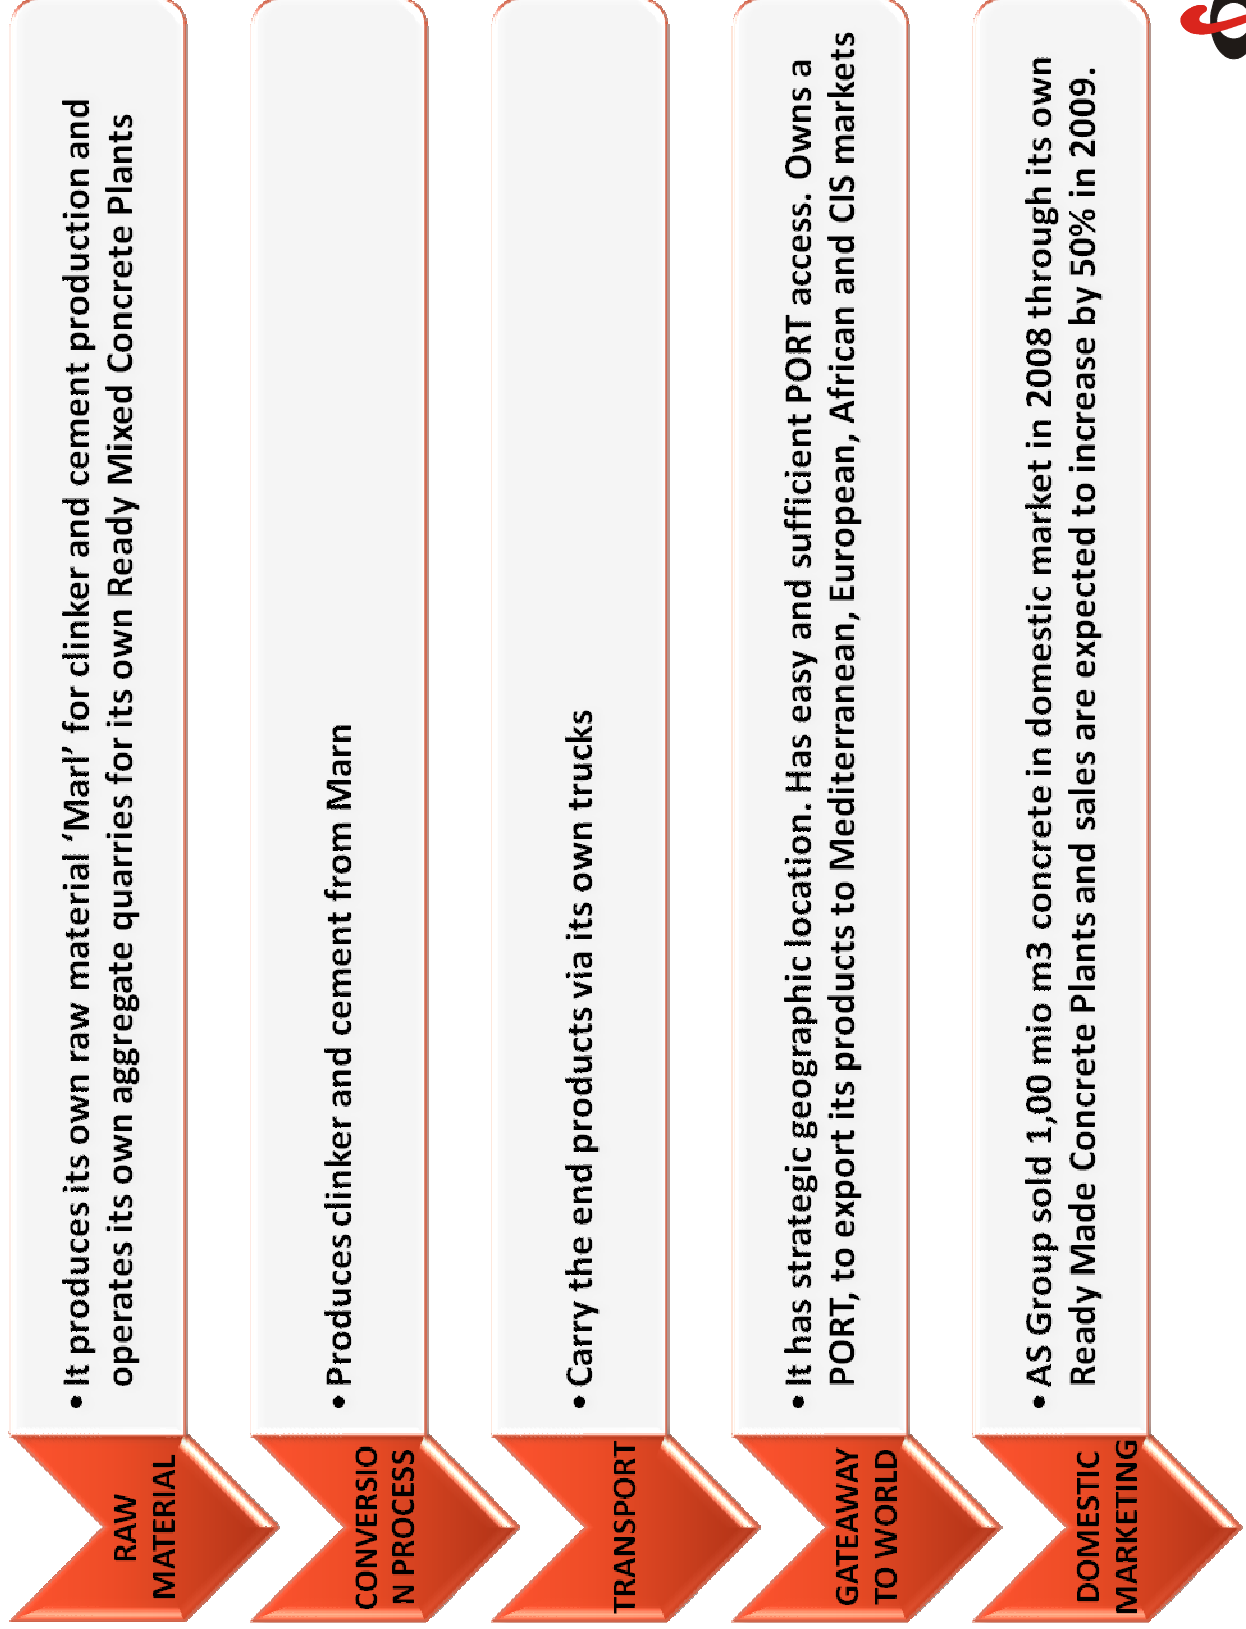 RAW
MATERIAL
• It produces its own raw material ‘Marl’ for clinker and cement production and
operates its own aggregate quarries for its own Ready Mixed Concrete Plants
CONVERSIO
N PROCESS
• Produces clinker and cement from Marn
TRANSPORT
• Carry the end products via its own trucks
GATEAWAY
TO WORLD
• It has strategic geographic location. Has easy and sufficient PORT access. Owns a
PORT, to export its products to Mediterranean, European, African and CIS markets
DOMESTIC
MARKETING
• AS Group sold 1,00 mio m3 concrete in domestic market in 2008 through its own
Ready Made Concrete Plants and sales are expected to increase by 50% in 2009.